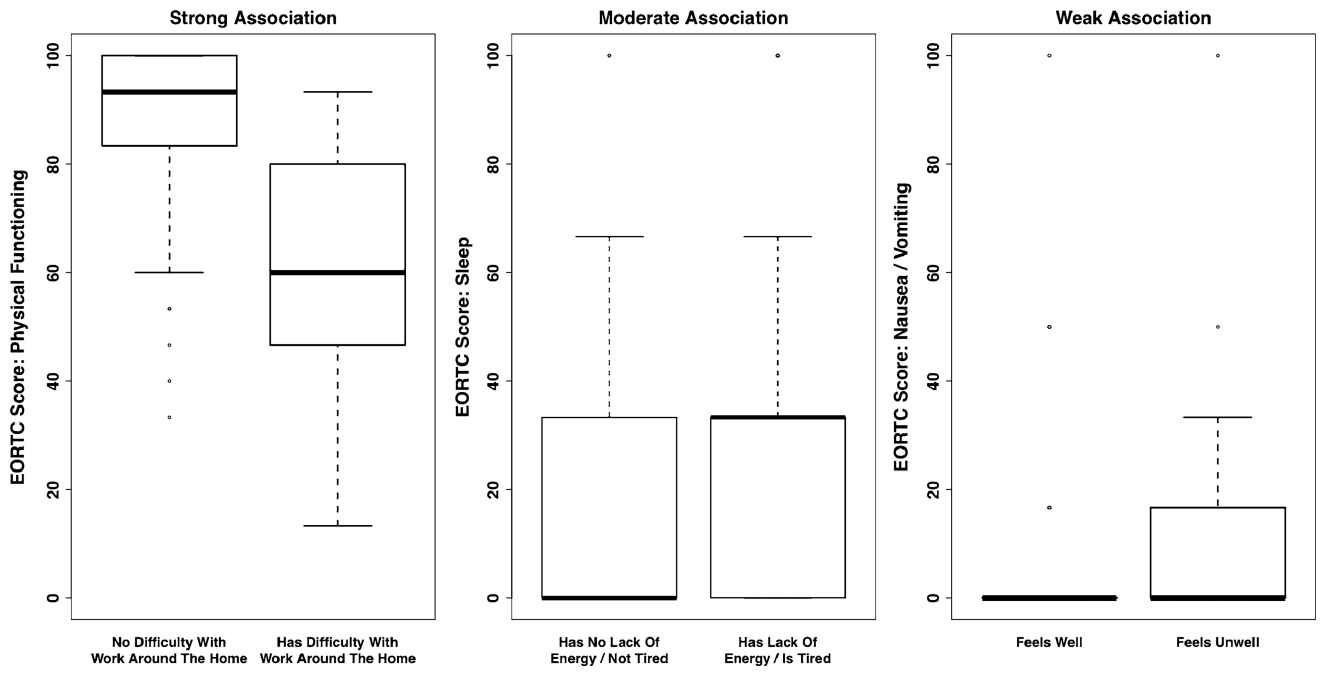 Strong Association
EORTC Score: Physical Functioning
100
80
60
40
20
0
No Difficulty With
Work Around The Home
Has Difficulty With
Work Around The Home
Moderate Association
EORTC Score: Sleep
100
80
60
40
20
0
Has No Lack Of
Energy / Not Tired
Has Lack Of
Energy / Is Tired
Weak Association
EORTC Score: Nausea / Vomiting
100
80
60
40
20
0
Feels Well
Feels Unwell